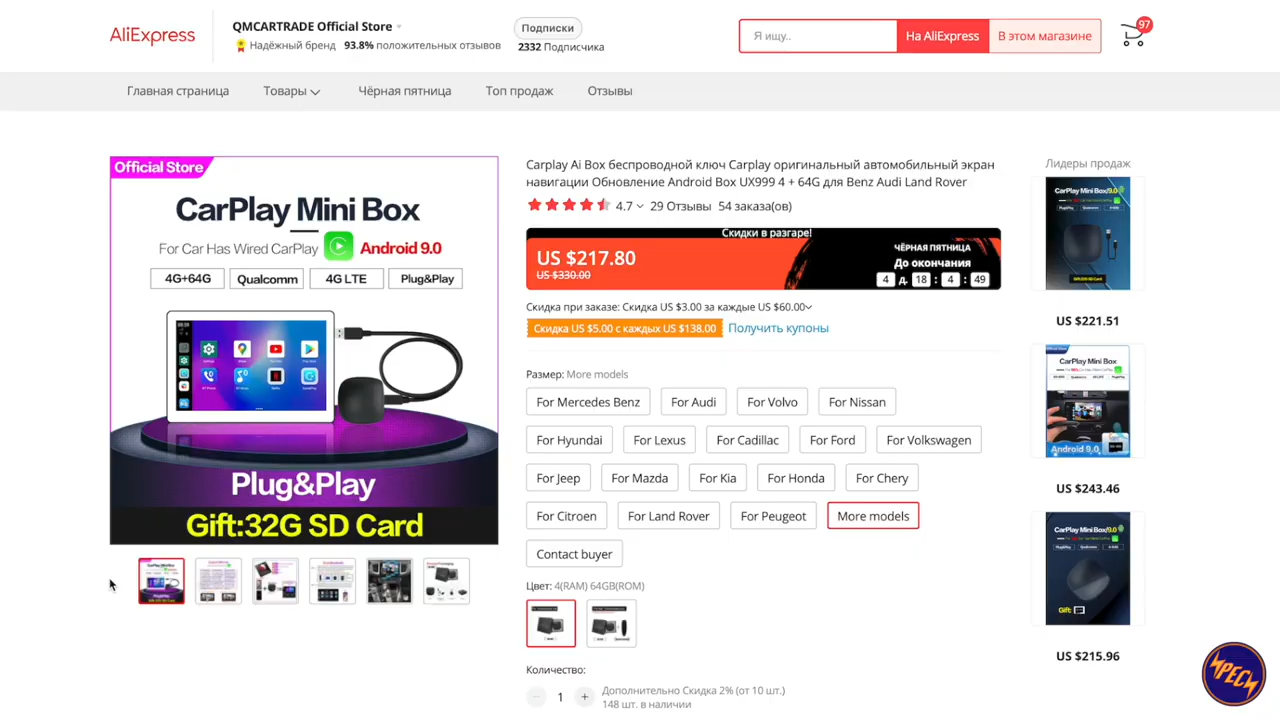 AliExpress
QMCARTRADE Official Store
Надёжный бренд 93.8% положительных отзывов
Подписки
2332 Подписчика
Я ищу..
На AliExpress
В этом магазине
97
Главная страница
Товары
Чёрная пятница
Топ продаж
Отзывы
Official Store
CarPlay Mini Box
For Car Has Wired CarPlay Android 9.0
4G+64G
Qualcomm
4G LTE
Plug&Play
Plug&Play
Gift:32G SD Card
Carplay Ai Box беспроводной ключ Carplay оригинальный автомобильный экран
навигации Обновление Android Box UX999 4 + 64G для Benz Audi Land Rover
4.7 29 Отзывы 54 заказа(ов)
Скидки в разгаре!
US $217.80
US $330.00
ЧЁРНАЯ ПЯТНИЦА
До окончания
4 д. 18 : 4 : 49
Скидка при заказе: Скидка US $3.00 за каждые US $60.00
Скидка US $5.00 с каждых US $138.00 Получить купоны
Размер: More models
For Mercedes Benz
For Audi
For Volvo
For Nissan
For Hyundai
For Lexus
For Cadillac
For Ford
For Volkswagen
For Jeep
For Mazda
For Kia
For Honda
For Chery
For Citroen
For Land Rover
For Peugeot
More models
Contact buyer
Цвет: 4(RAM) 64GB(ROM)
Количество:
1
Дополнительно Скидка 2% (от 10 шт.)
148 шт. в наличии
Лидеры продаж
CarPlay Mini Box/9.0
US $221.51
CarPlay Mini Box
Android 9.0
US $243.46
CarPlay Mini Box/9.0
Gift:
US $215.96
РЕСЦ